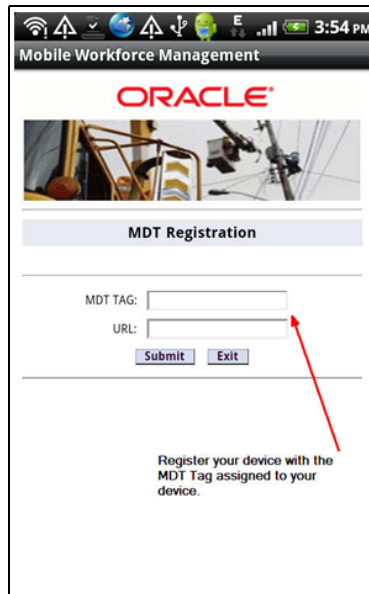 E 3:54 PM
Mobile Workforce Management
ORACLE®
MDT Registration
MDT TAG:
URL:
Submit Exit
Register your device with the
MDT Tag assigned to your
device.